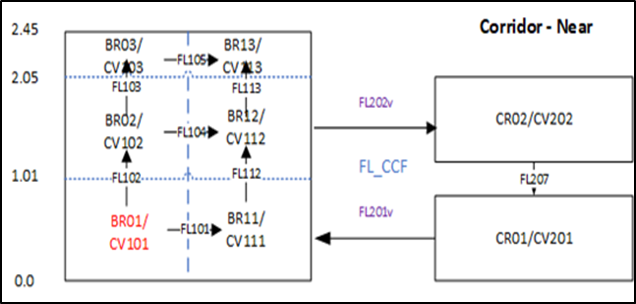 2.45
Corridor - Near
BR03/
CV103
FL105
BR13/
CV113
2.05
FL103
FL113
FL202v
BR02/
CV102
FL104
BR12/
CV112
CR02/CV202
FL_CCF
1.01
FL102
FL112
FL207
FL201v
BR01/
CV101
FL101
BR11/
CV111
CR01/CV201
0.0